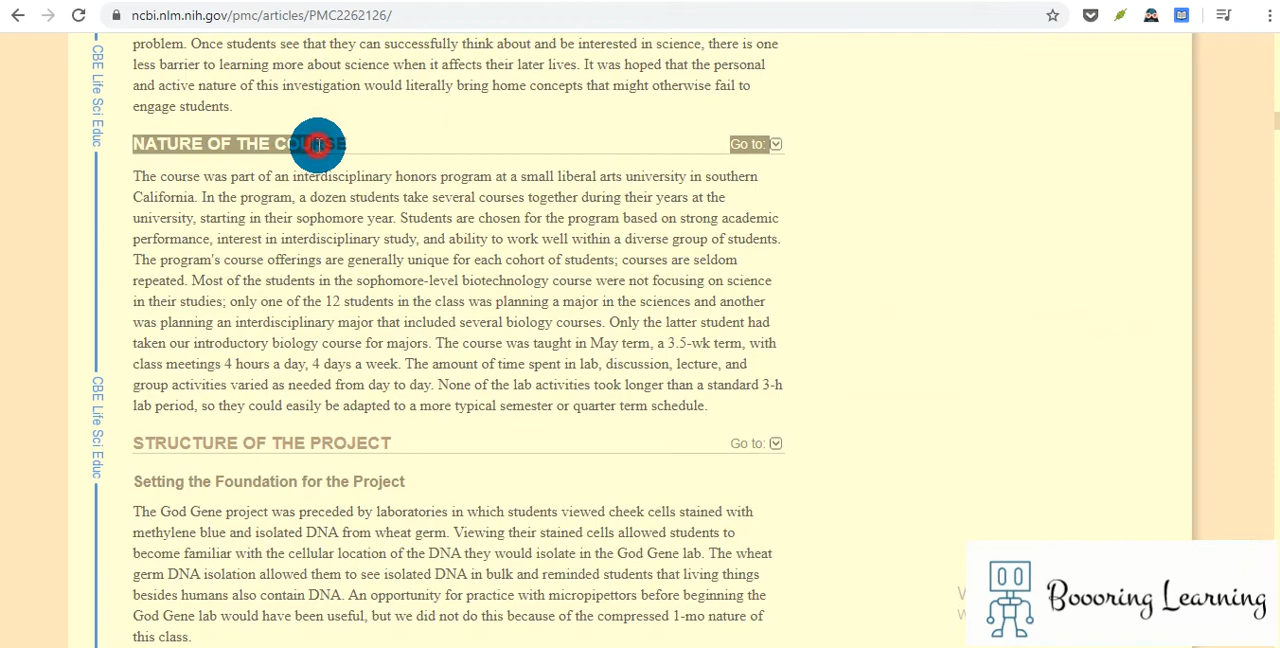 ncbi.nlm.nih.gov/pmc/articles/PMC2262126/
problem. Once students see that they can successfully think about and be interested in science, there is one
less barrier to learning more about science when it affects their later lives. It was hoped that the personal
and active nature of this investigation would literally bring home concepts that might otherwise fail to
engage students.
NATURE OF THE COURSE
Go to:
The course was part of an interdisciplinary honors program at a small liberal arts university in southern
California. In the program, a dozen students take several courses together during their years at the
university, starting in their sophomore year. Students are chosen for the program based on strong academic
performance, interest in interdisciplinary study, and ability to work well within a diverse group of students.
The program's course offerings are generally unique for each cohort of students; courses are seldom
repeated. Most of the students in the sophomore-level biotechnology course were not focusing on science
in their studies; only one of the 12 students in the class was planning a major in the sciences and another
was planning an interdisciplinary major that included several biology courses. Only the latter student had
taken our introductory biology course for majors. The course was taught in May term, a 3.5-wk term, with
class meetings 4 hours a day, 4 days a week. The amount of time spent in lab, discussion, lecture, and
group activities varied as needed from day to day. None of the lab activities took longer than a standard 3-h
lab period, so they could easily be adapted to a more typical semester or quarter term schedule.
STRUCTURE OF THE PROJECT
Go to:
Setting the Foundation for the Project
The God Gene project was preceded by laboratories in which students viewed cheek cells stained with
methylene blue and isolated DNA from wheat germ. Viewing their stained cells allowed students to
become familiar with the cellular location of the DNA they would isolate in the God Gene lab. The wheat
germ DNA isolation allowed them to see isolated DNA in bulk and reminded students that living things
besides humans also contain DNA. An opportunity for practice with micropipettors before beginning the
God Gene lab would have been useful, but we did not do this because of the compressed 1-mo nature of
this class.
CBE Life Sci Educ
CBE Life Sci Educ
Boooring Learning